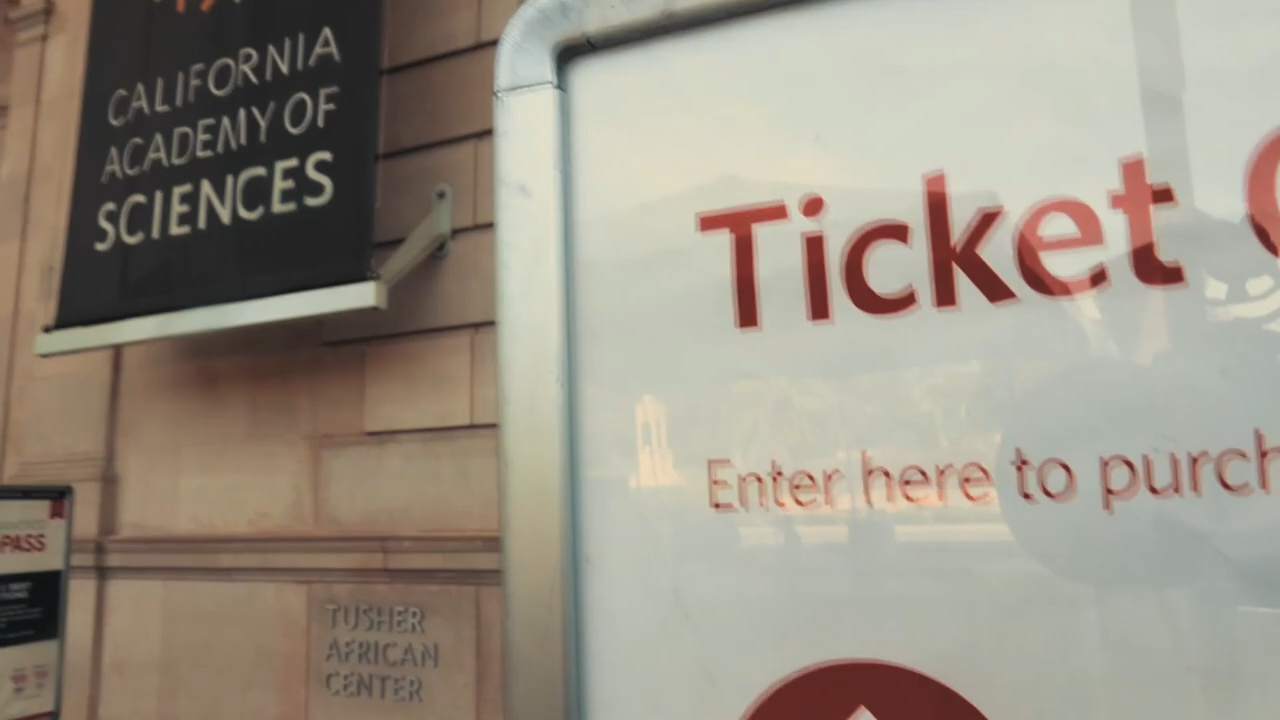 CALIFORNIA
ACADEMY OF
SCIENCES
Ticket
Enter here to purch
PASS
TUSHER
AFRICAN
CENTER